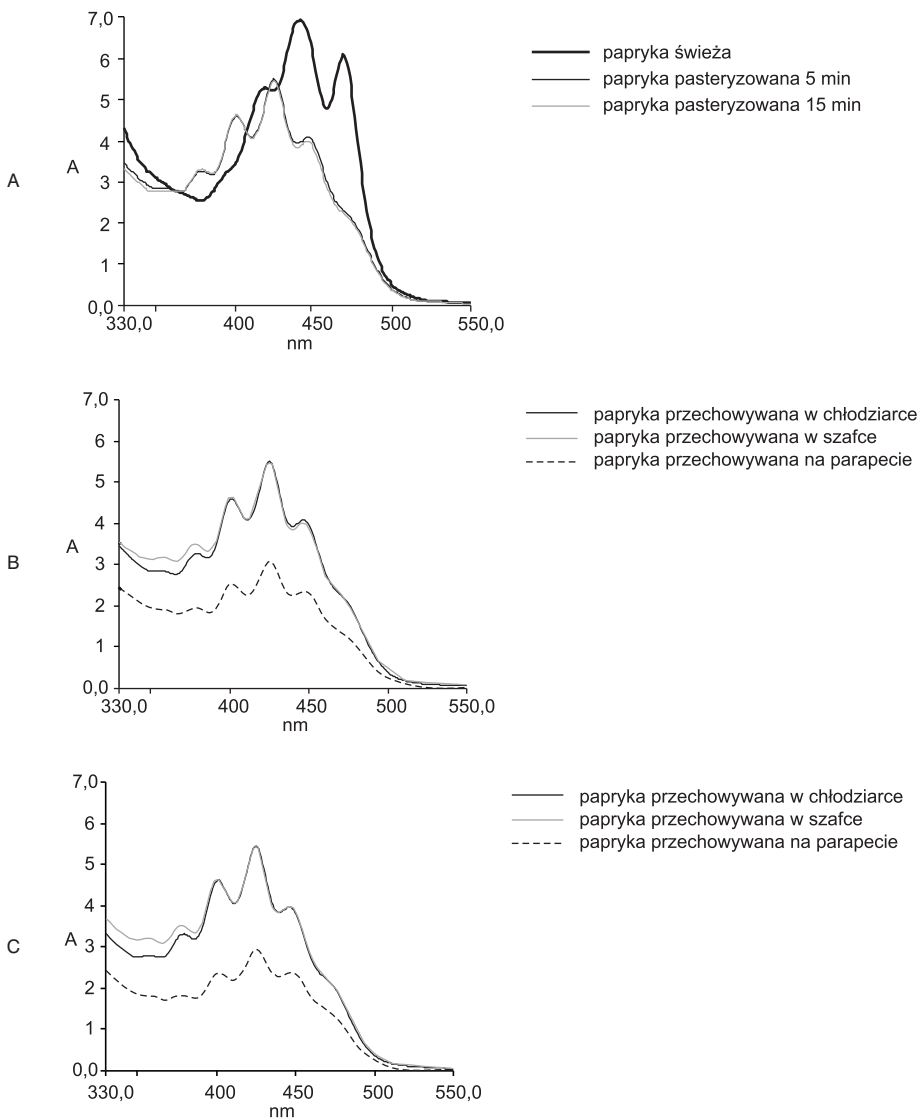 7,0
6
5
4
3
2
1
0,0
A
A
330,0 400 450 500 550,0
nm
papryka świeża
papryka pasteryzowana 5 min
papryka pasteryzowana 15 min
7,0
6
5
4
3
2
1
0,0
A
B
330,0 400 450 500 550,0
nm
papryka przechowywana w chłodziarce
papryka przechowywana w szafce
papryka przechowywana na parapecie
7,0
6
5
4
3
2
1
0,0
A
C
330,0 400 450 500 550,0
nm
papryka przechowywana w chłodziarce
papryka przechowywana w szafce
papryka przechowywana na parapecie